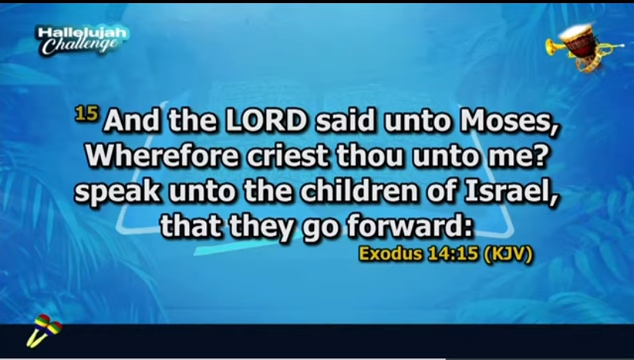 Hallelujah
Challenge
15 And the LORD said unto Moses,
Wherefore criest thou unto me?
speak unto the children of Israel,
that they go forward:
Exodus 14:15 (KJV)